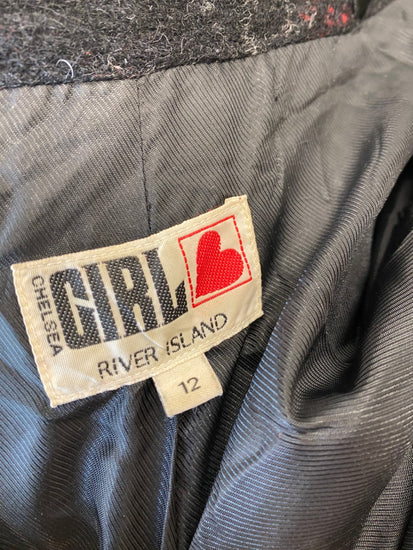 CHELSEA
GIRL
RIVER ISLAND
12